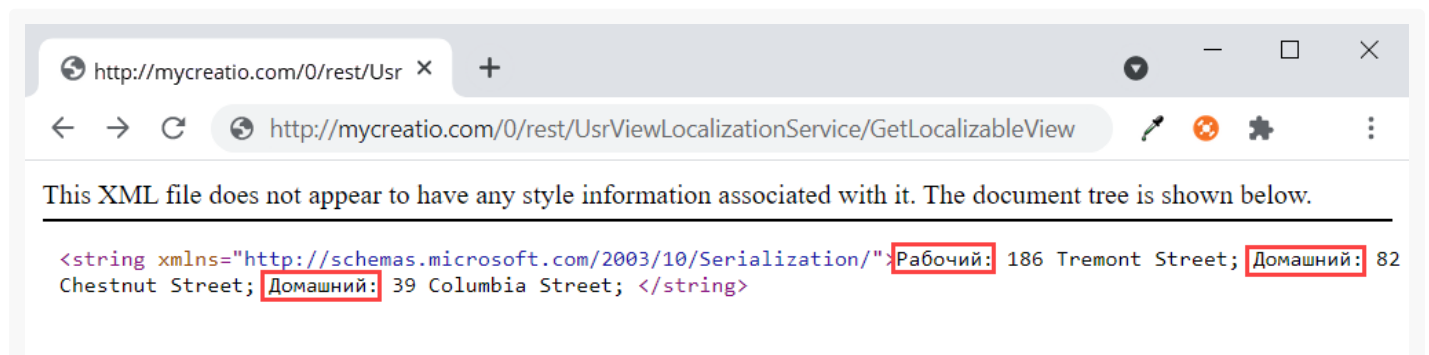 http://mycreatio.com/0/rest/Usr
http://mycreatio.com/0/rest/UsrViewLocalizationService/GetLocalizableView
This XML file does not appear to have any style information associated with it. The document tree is shown below.
<string xmlns="http://schemas.microsoft.com/2003/10/Serialization/">Рабочий: 186 Tremont Street; Домашний: 82
Chestnut Street; Домашний: 39 Columbia Street; </string>